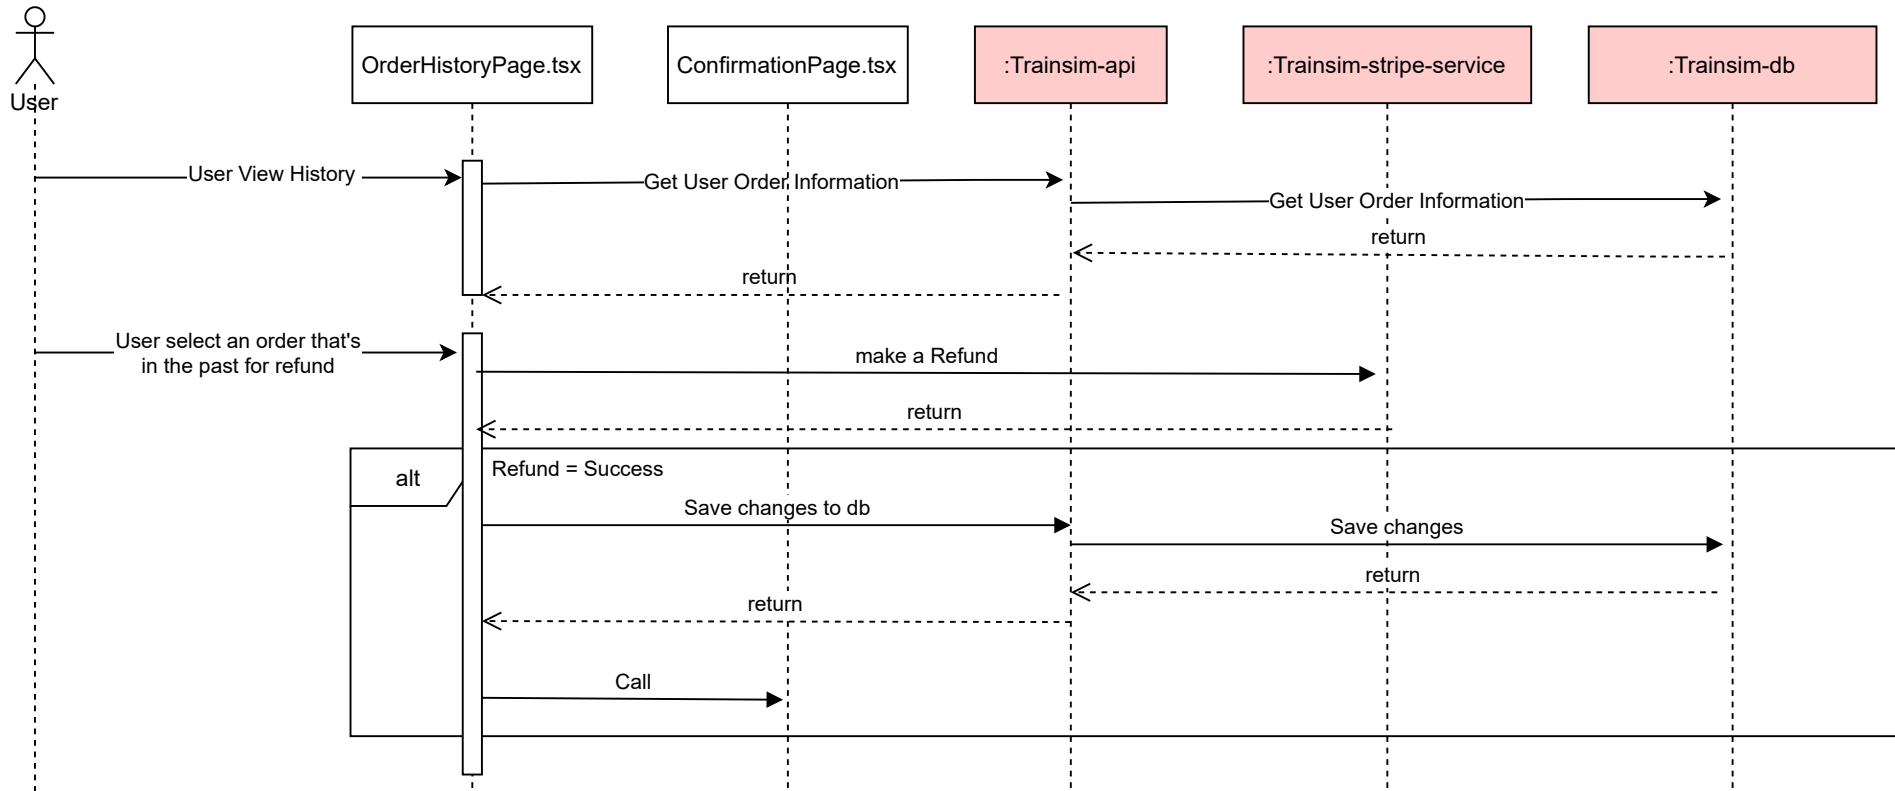 User
OrderHistoryPage.tsx
ConfirmationPage.tsx
:Trainsim-api
:Trainsim-stripe-service
:Trainsim-db
User View History
Get User Order Information
Get User Order Information
return
return
User select an order that's
in the past for refund
make a Refund
return
alt
Refund = Success
Save changes to db
Save changes
return
return
Call